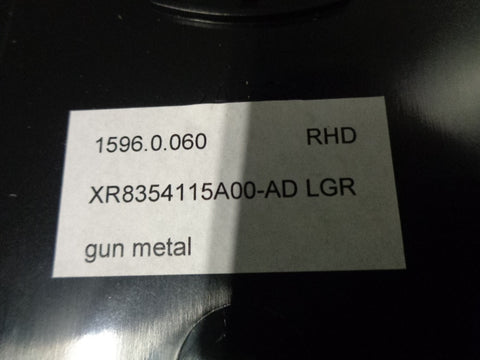 1596.0.060 RHD
XR8354115A00-AD LGR
gun metal